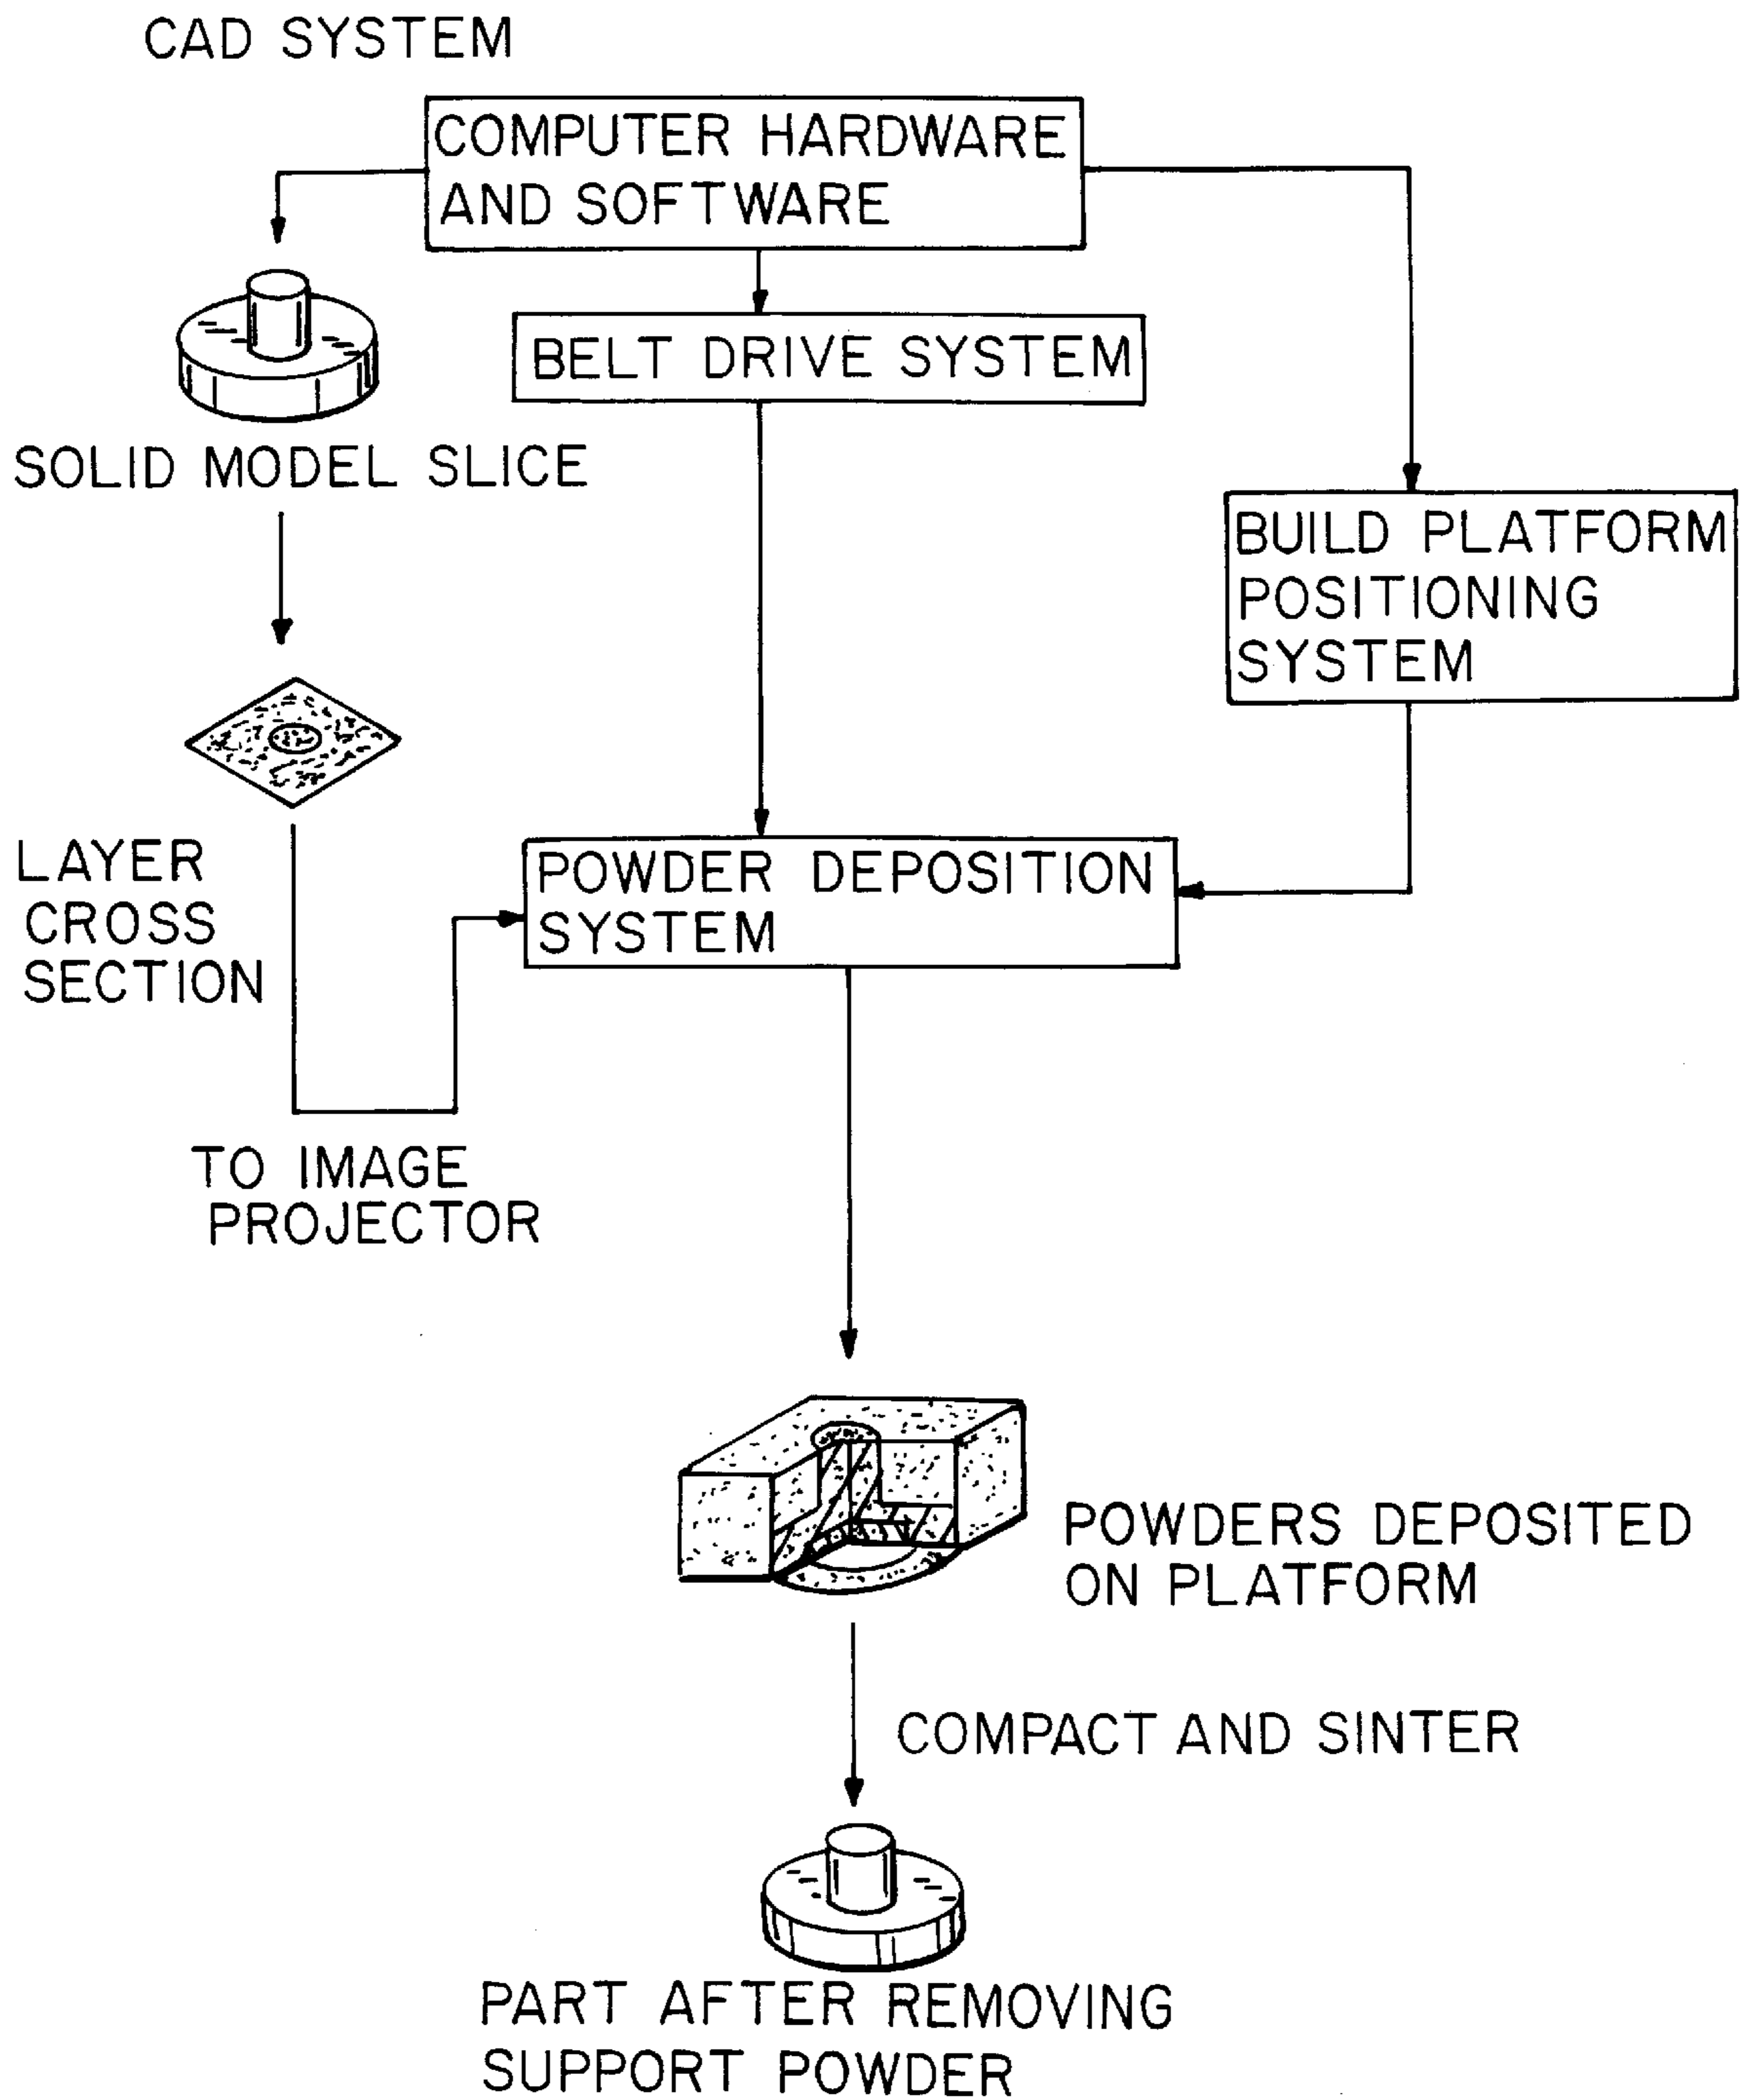 CAD SYSTEM
COMPUTER HARDWARE
AND SOFTWARE
BELT DRIVE SYSTEM
SOLID MODEL SLICE
BUILD PLATFORM
POSITIONING
SYSTEM
LAYER
CROSS
SECTION
POWDER DEPOSITION
SYSTEM
TO IMAGE
PROJECTOR
POWDERS DEPOSITED
ON PLATFORM
COMPACT AND SINTER
PART AFTER REMOVING
SUPPORT POWDER